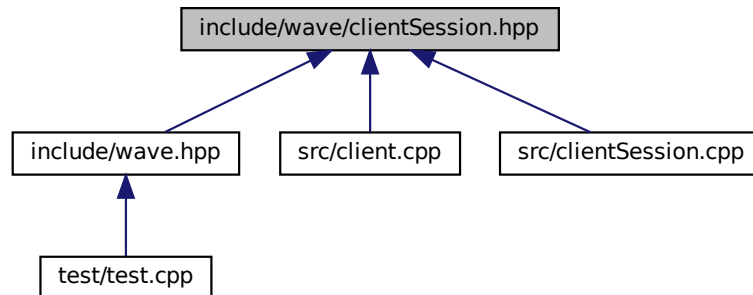 include/wave/clientSession.hpp
include/wave.hpp
src/client.cpp
src/clientSession.cpp
test/test.cpp